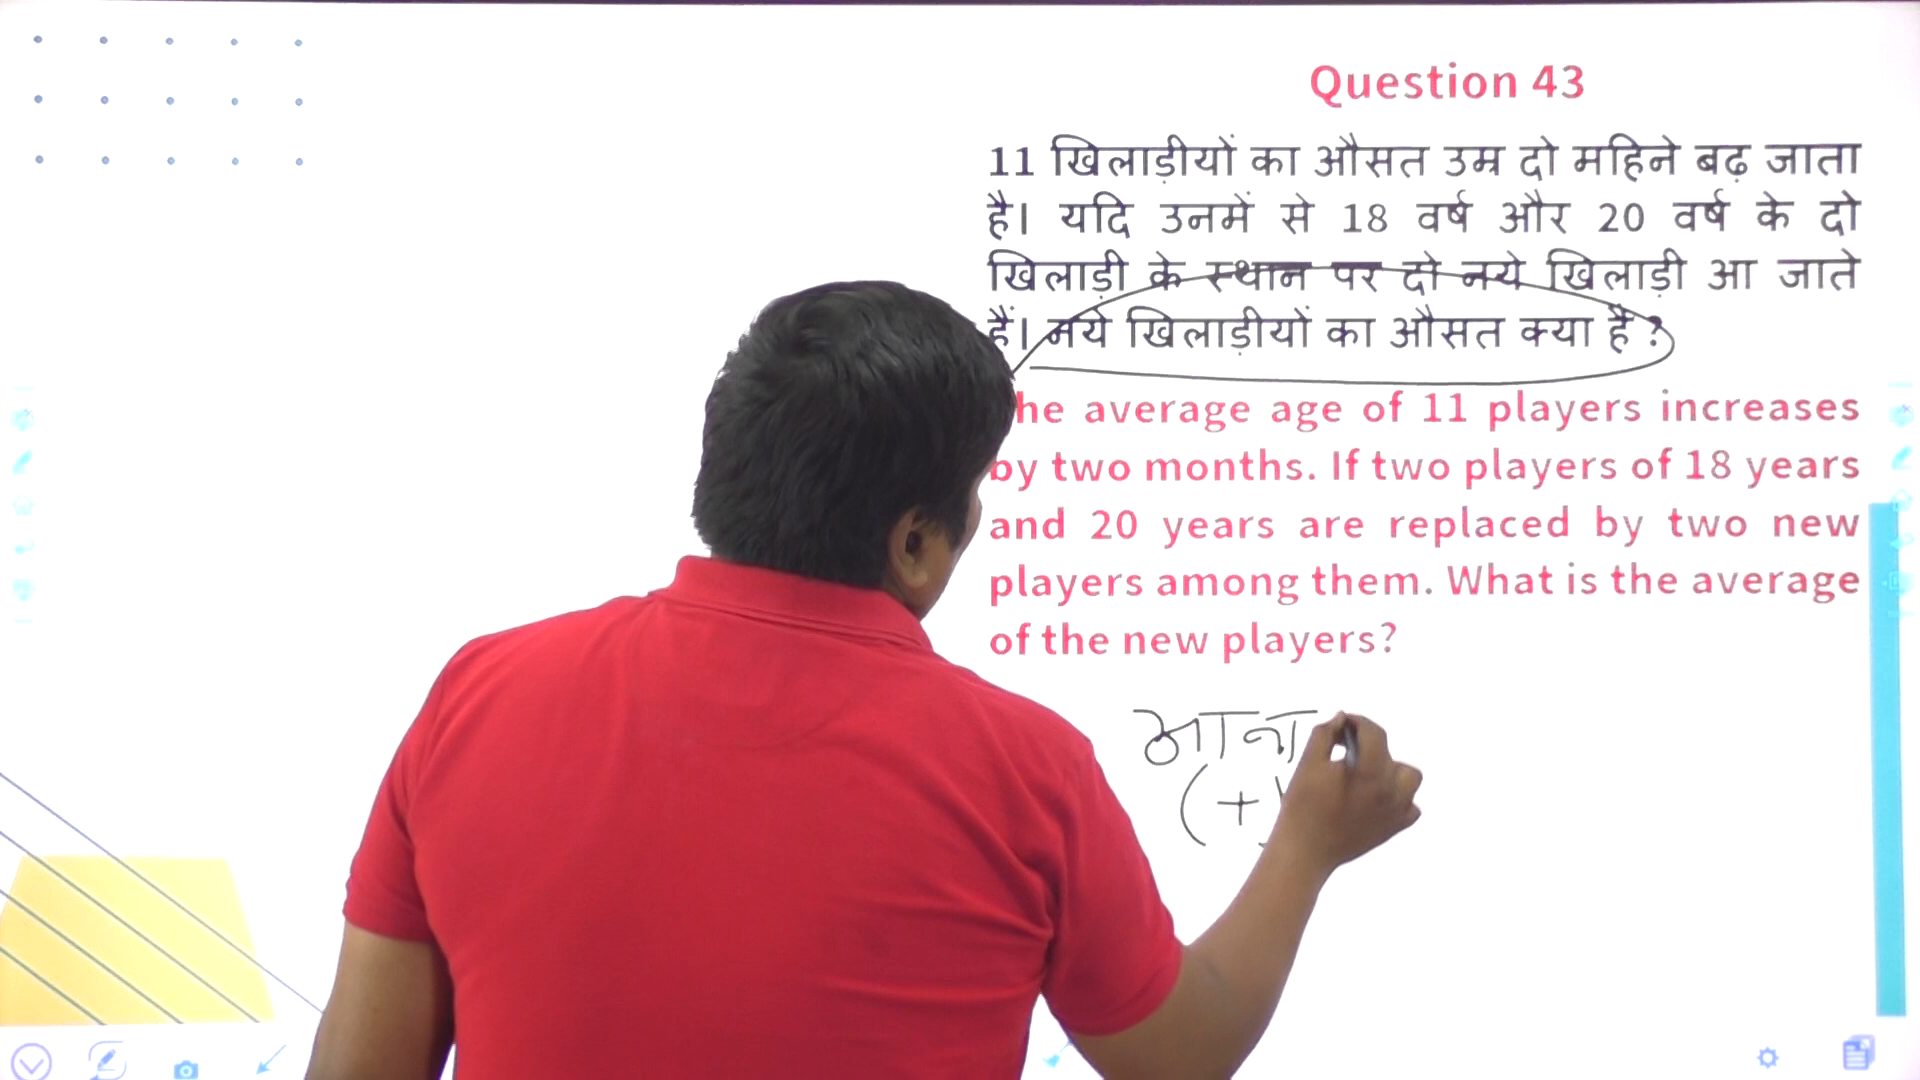 Question 43
11 खिलाड़ीयों का औसत उम्र दो महिने बढ़ जाता
है। यदि उनमें से 18 वर्ष और 20 वर्ष के दो
खिलाड़ी के स्थान पर दो नये खिलाड़ी आ जाते
हैं। नये खिलाड़ीयों का औसत क्या है ?
he average age of 11 players increases
by two months. If two players of 18 years
and 20 years are replaced by two new
players among them. What is the average
of the new players?
आना
(+)